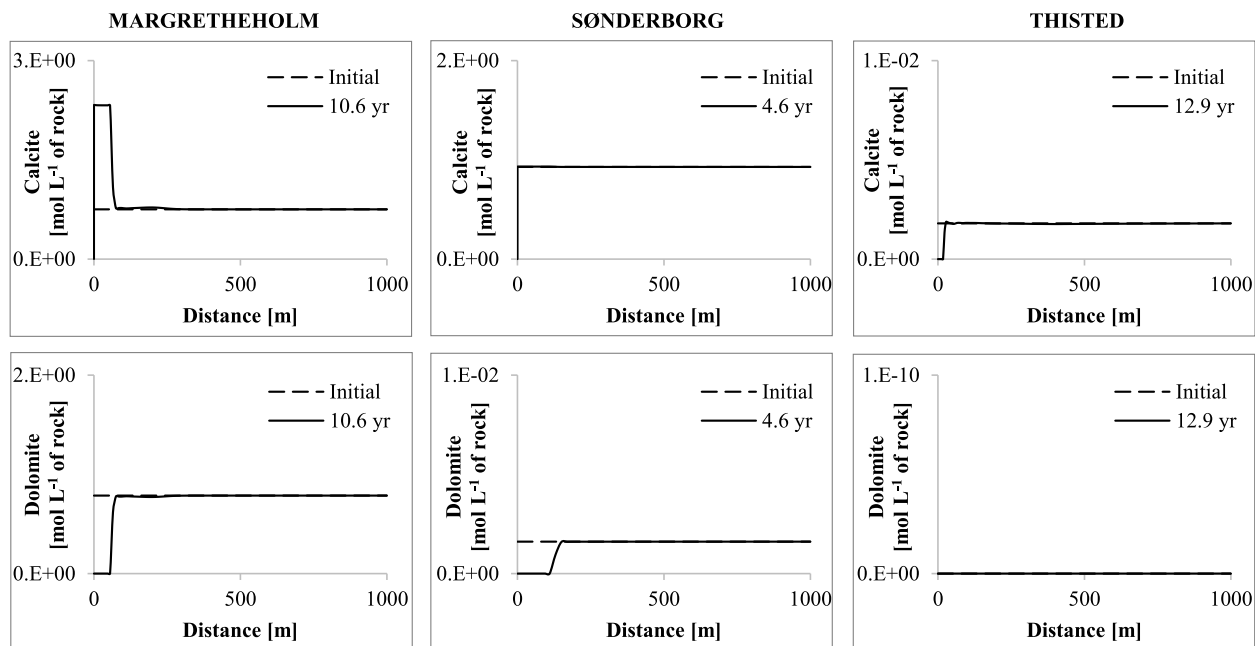 MARGRETHEHOLM
SØNDERBORG
THISTED
3.E+00
Calcite
[mol L⁻¹ of rock]
0.E+00
Initial
10.6 yr
0 500 1000
Distance [m]
2.E+00
Calcite
[mol L⁻¹ of rock]
0.E+00
Initial
4.6 yr
0 500 1000
Distance [m]
1.E-02
Calcite
[mol L⁻¹ of rock]
0.E+00
Initial
12.9 yr
0 500 1000
Distance [m]
2.E+00
Dolomite
[mol L⁻¹ of rock]
0.E+00
Initial
10.6 yr
0 500 1000
Distance [m]
1.E-02
Dolomite
[mol L⁻¹ of rock]
0.E+00
Initial
4.6 yr
0 500 1000
Distance [m]
1.E-10
Dolomite
[mol L⁻¹ of rock]
0.E+00
Initial
12.9 yr
0 500 1000
Distance [m]